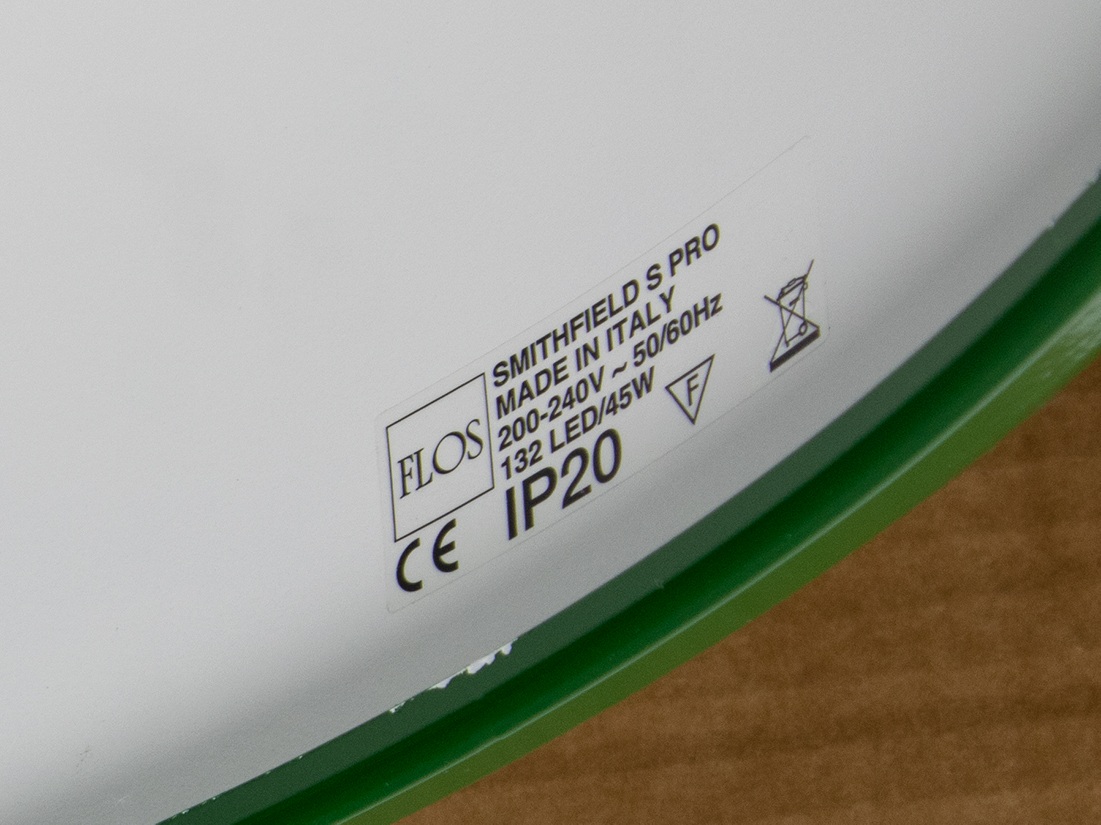 FLOS
SMITHFIELD S PRO
MADE IN ITALY
200-240V ~ 50/60Hz
132 LED/45W
F
IP20
CE